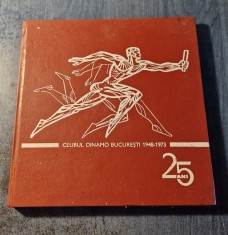 CLUBUL DINAMO BUCUREȘTI 1948-1973
25
ANI